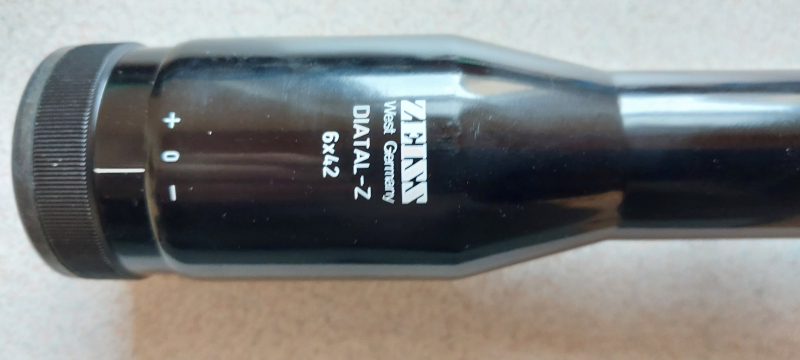 ZEISS
West Germany
DIATAL-Z
6x42
+ 0 -